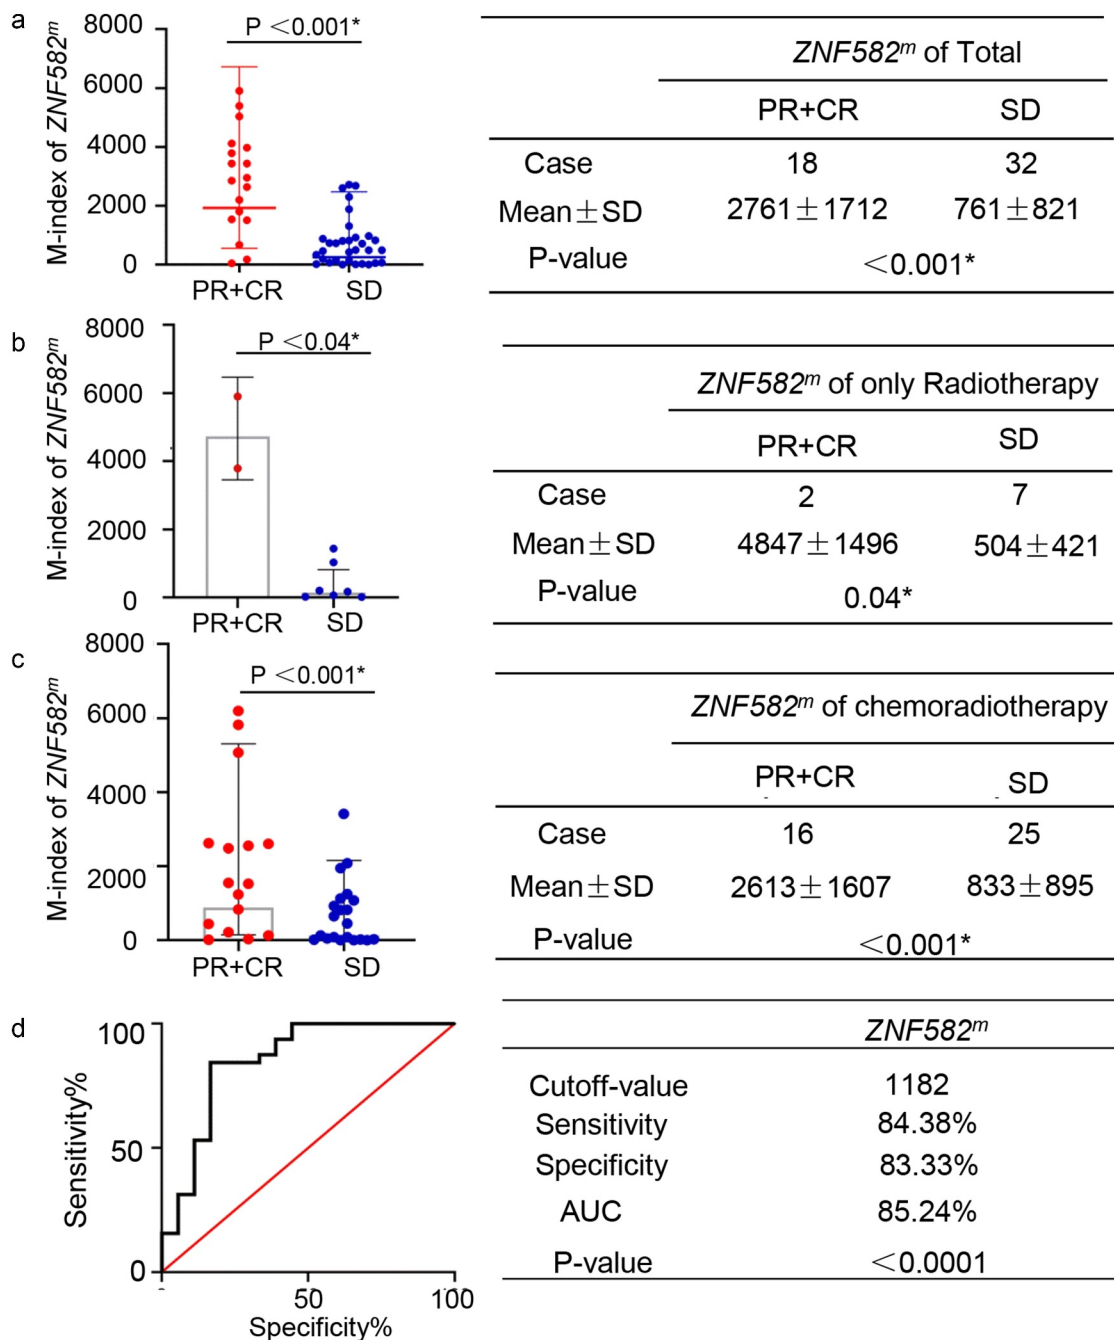 a
P <0.001*
M-index of ZNF582ᵐ
8000
6000
4000
2000
0
PR+CR SD
ZNF582ᵐ of Total
PR+CR SD
Case 18 32
Mean±SD 2761±1712 761±821
P-value <0.001*
b
P <0.04*
M-index of ZNF582ᵐ
8000
6000
4000
2000
0
PR+CR SD
ZNF582ᵐ of only Radiotherapy
PR+CR SD
Case 2 7
Mean±SD 4847±1496 504±421
P-value 0.04*
c
P <0.001*
M-index of ZNF582ᵐ
8000
6000
4000
2000
0
PR+CR SD
ZNF582ᵐ of chemoradiotherapy
PR+CR SD
Case 16 25
Mean±SD 2613±1607 833±895
P-value <0.001*
d
Sensitivity%
100
50
0
50 100
Specificity%
ZNF582ᵐ
Cutoff-value 1182
Sensitivity 84.38%
Specificity 83.33%
AUC 85.24%
P-value <0.0001